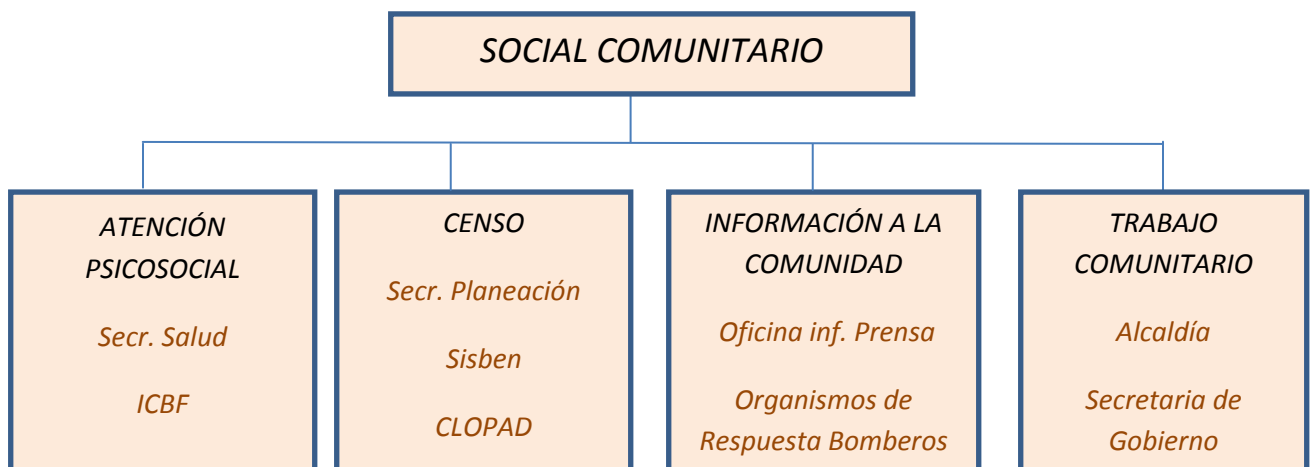 SOCIAL COMUNITARIO
ATENCIÓN
PSICOSOCIAL
Secr. Salud
ICBF
CENSO
Secr. Planeación
Sisben
CLOPAD
INFORMACIÓN A LA
COMUNIDAD
Oficina inf. Prensa
Organismos de
Respuesta Bomberos
TRABAJO
COMUNITARIO
Alcaldía
Secretaria de
Gobierno